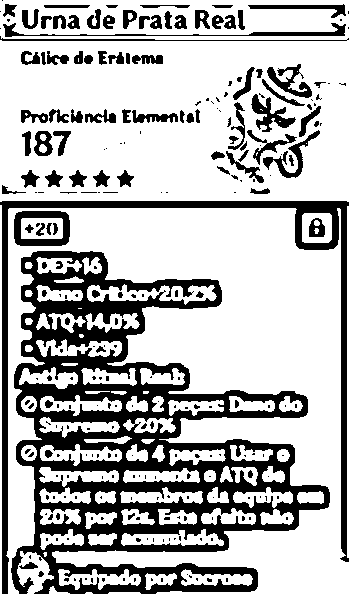 Urna de Prata Real
Cálice de Erátema
Proficiência Elemental
187
+20
• DEF+16
• Dano Crítico+20,2%
• ATQ+14,0%
• Vida+239
Antigo Ritual Real:
Conjunto de 2 peças: Dano do
Supremo +20%
Conjunto de 4 peças: Usar o
Supremo aumenta o ATQ de
todos os membros da equipe em
20% por 12s. Este efeito não
pode ser acumulado.
Equipado por Sucrose